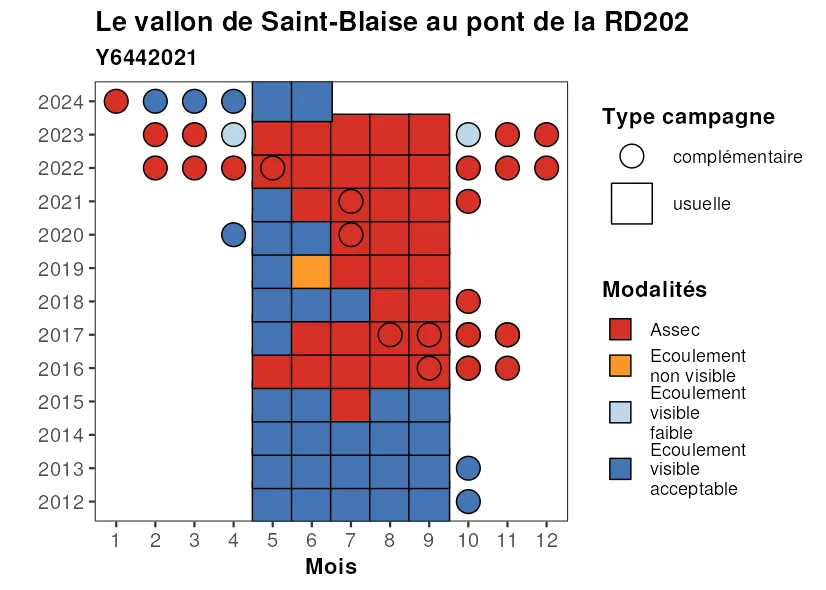 Le vallon de Saint-Blaise au pont de la RD202
Y6442021
2024
2023
2022
2021
2020
2019
2018
2017
2016
2015
2014
2013
2012
1 2 3 4 5 6 7 8 9 10 11 12
Mois
Type campagne
complémentaire
usuelle
Modalités
Assec
Ecoulement
non visible
Ecoulement
visible
faible
Ecoulement
visible
acceptable